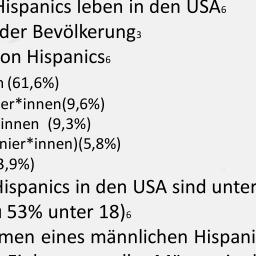 Hispanics leben in den USA₆
der Bevölkerung₃
on Hispanics₆
(61,6%)
er*innen(9,6%)
innen (9,3%)
nier*innen)(5,8%)
3,9%)
Hispanics in den USA sind unter
53% unter 18)₆
men eines männlichen Hispani